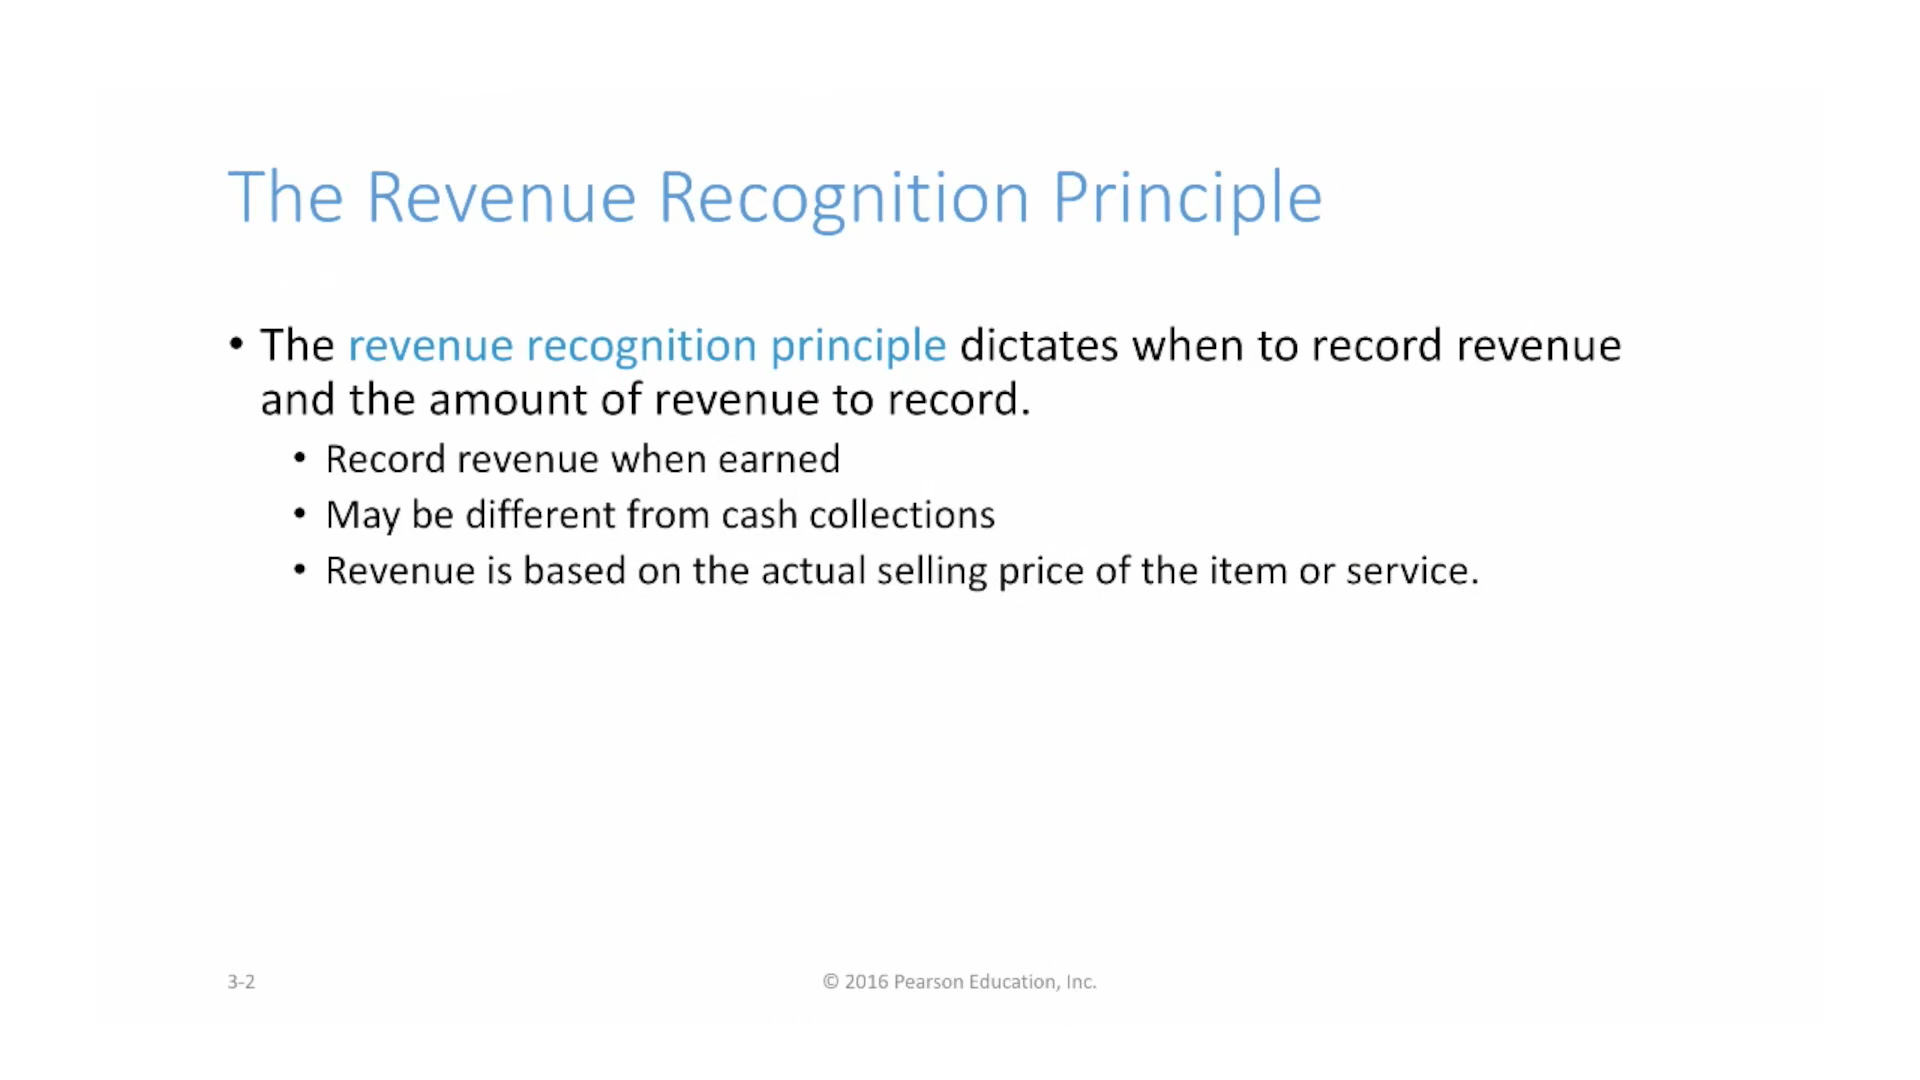 The Revenue Recognition Principle
• The revenue recognition principle dictates when to record revenue
and the amount of revenue to record.
• Record revenue when earned
• May be different from cash collections
• Revenue is based on the actual selling price of the item or service.
3-2
© 2016 Pearson Education, Inc.